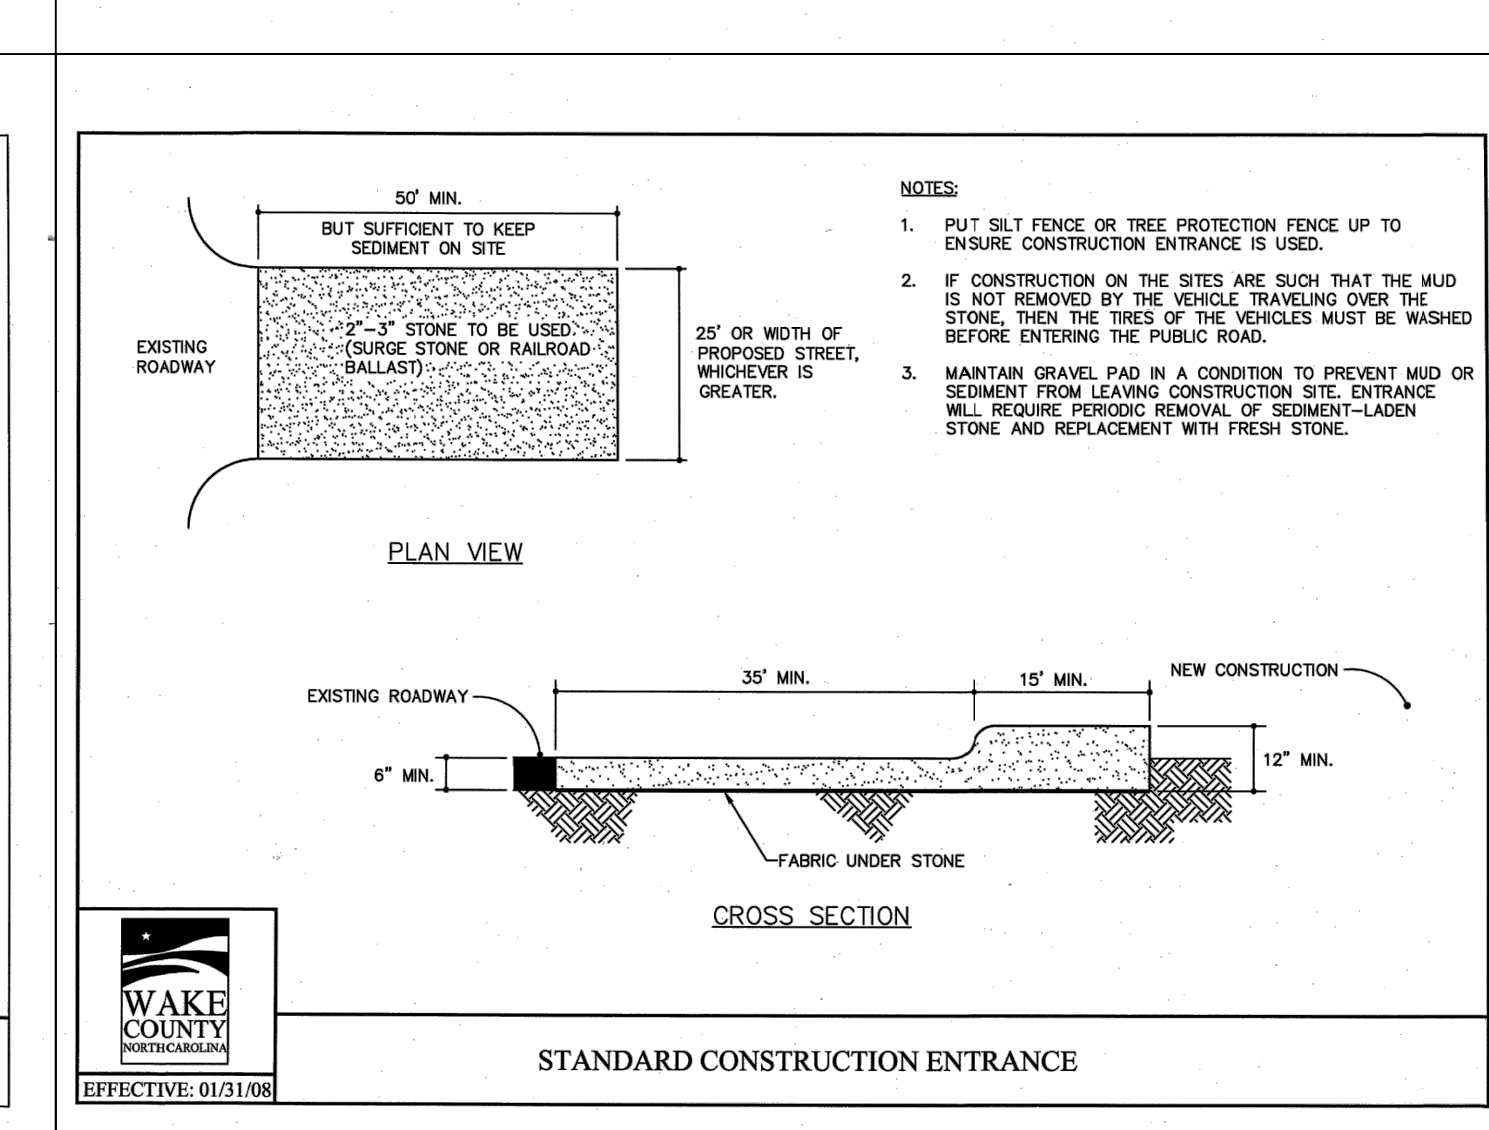 50' MIN.
BUT SUFFICIENT TO KEEP
SEDIMENT ON SITE
EXISTING
ROADWAY
2"-3" STONE TO BE USED.
(SURGE STONE OR RAILROAD
BALLAST)
25' OR WIDTH OF
PROPOSED STREET,
WHICHEVER IS
GREATER.
PLAN VIEW
NOTES:
1. PUT SILT FENCE OR TREE PROTECTION FENCE UP TO
ENSURE CONSTRUCTION ENTRANCE IS USED.
2. IF CONSTRUCTION ON THE SITES ARE SUCH THAT THE MUD
IS NOT REMOVED BY THE VEHICLE TRAVELING OVER THE
STONE, THEN THE TIRES OF THE VEHICLES MUST BE WASHED
BEFORE ENTERING THE PUBLIC ROAD.
3. MAINTAIN GRAVEL PAD IN A CONDITION TO PREVENT MUD OR
SEDIMENT FROM LEAVING CONSTRUCTION SITE. ENTRANCE
WILL REQUIRE PERIODIC REMOVAL OF SEDIMENT-LADEN
STONE AND REPLACEMENT WITH FRESH STONE.
EXISTING ROADWAY
35' MIN.
15' MIN.
NEW CONSTRUCTION
6" MIN.
12" MIN.
FABRIC UNDER STONE
CROSS SECTION
WAKE
COUNTY
NORTH CAROLINA
EFFECTIVE: 01/31/08
STANDARD CONSTRUCTION ENTRANCE